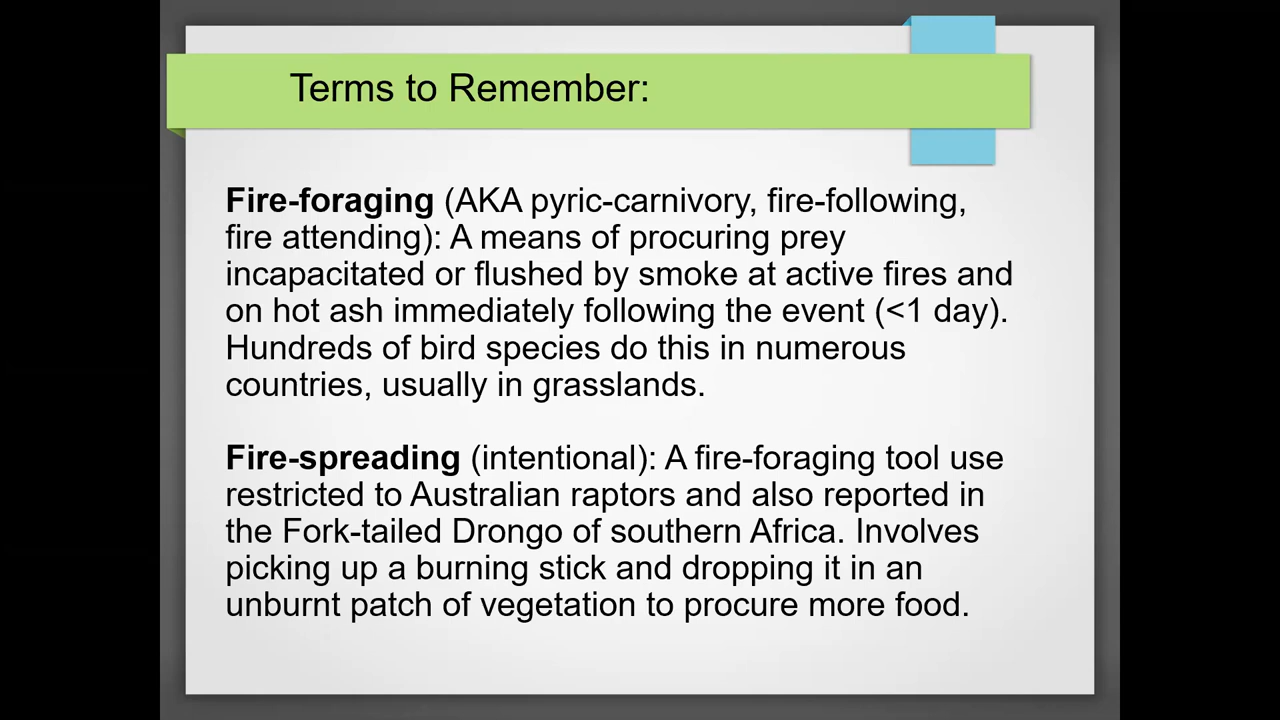 Terms to Remember:
Fire-foraging (AKA pyric-carnivory, fire-following,
fire attending): A means of procuring prey
incapacitated or flushed by smoke at active fires and
on hot ash immediately following the event (<1 day).
Hundreds of bird species do this in numerous
countries, usually in grasslands.
Fire-spreading (intentional): A fire-foraging tool use
restricted to Australian raptors and also reported in
the Fork-tailed Drongo of southern Africa. Involves
picking up a burning stick and dropping it in an
unburnt patch of vegetation to procure more food.